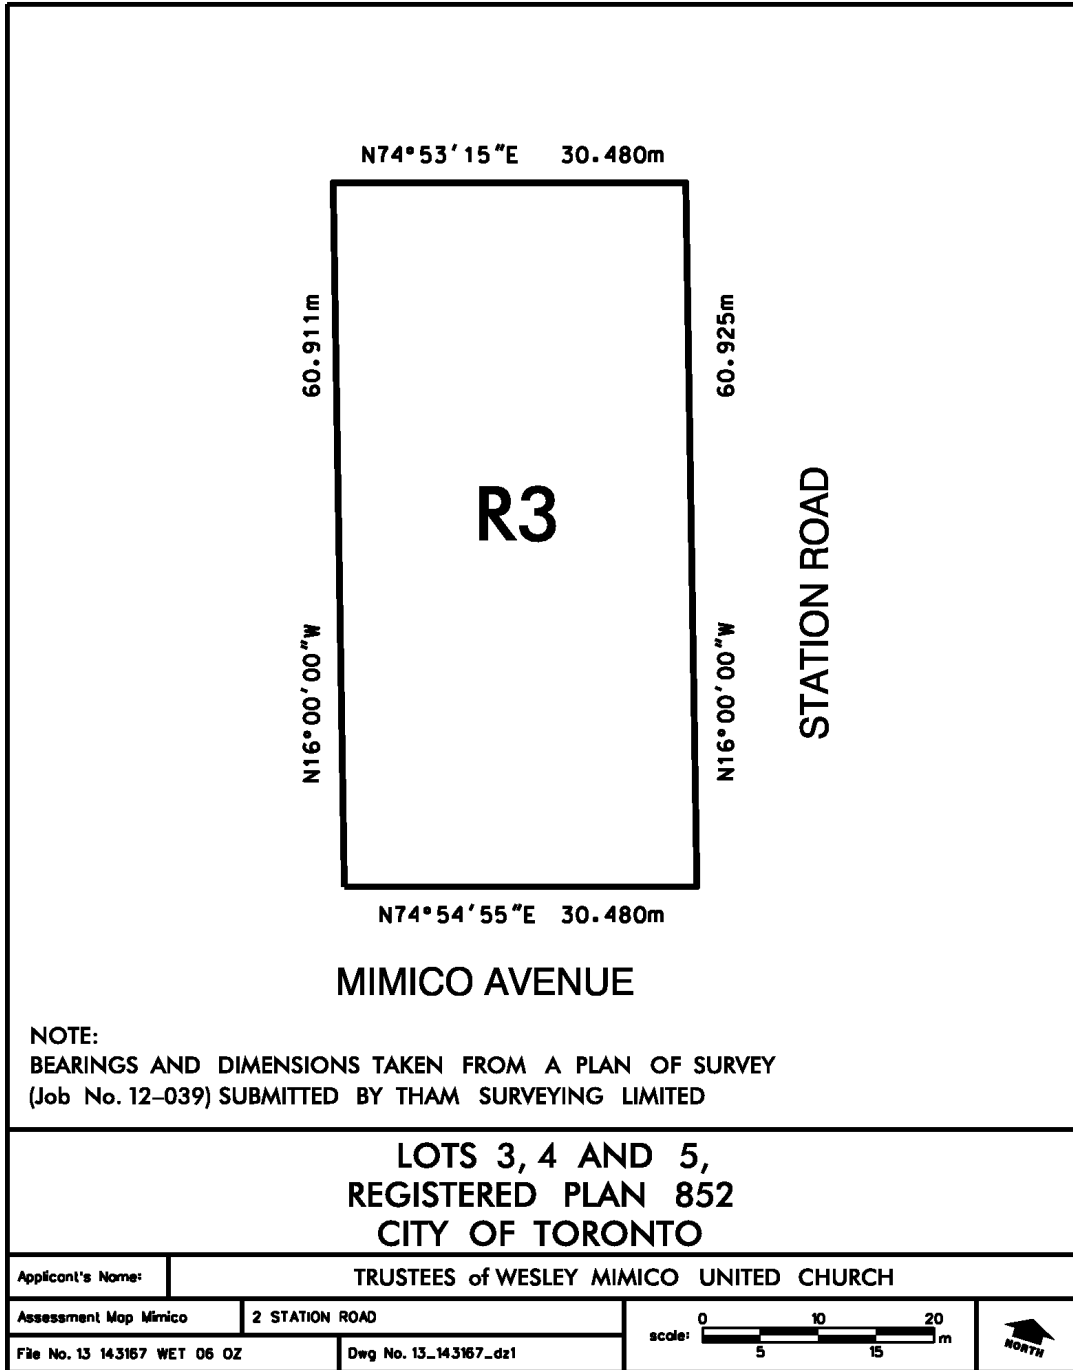 N74°53'15"E 30.480m
60.911m
60.925m
R3
STATION ROAD
N16°00'00"W
N16°00'00"W
N74°54'55"E 30.480m
MIMICO AVENUE
NOTE:
BEARINGS AND DIMENSIONS TAKEN FROM A PLAN OF SURVEY
(Job No. 12-039) SUBMITTED BY THAM SURVEYING LIMITED
LOTS 3, 4 AND 5,
REGISTERED PLAN 852
CITY OF TORONTO
Applicant's Name: TRUSTEES of WESLEY MIMICO UNITED CHURCH
Assessment Map Mimico 2 STATION ROAD
File No. 13 143167 WET 06 OZ Dwg No. 13_143167_dz1
scale: 0 10 20 m
5 15
NORTH